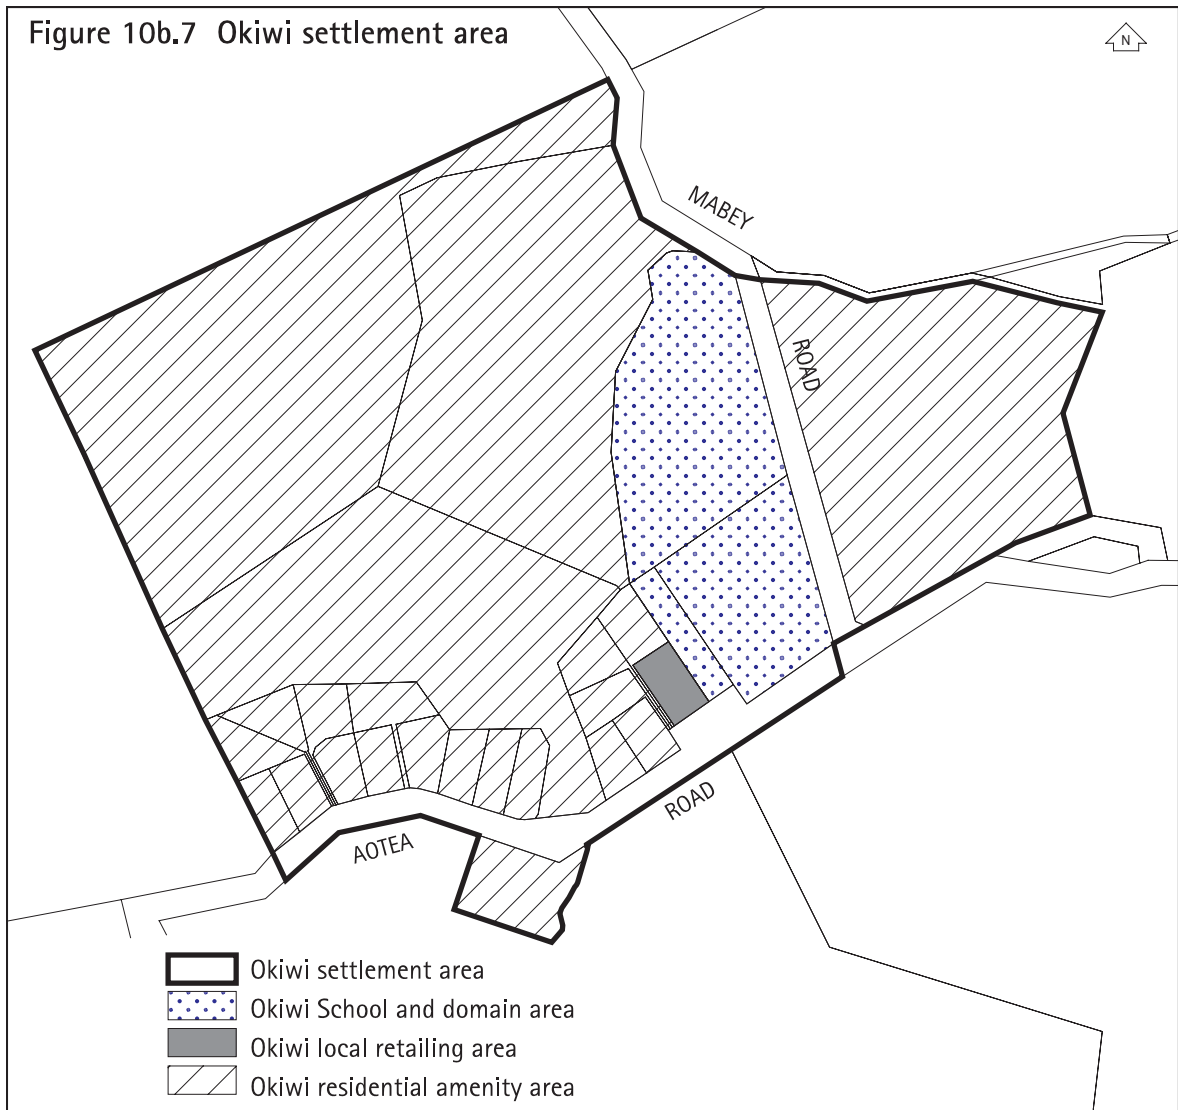 Figure 10b.7 Okiwi settlement area
N
MABEY
ROAD
ROAD
AOTEA
Okiwi settlement area
Okiwi School and domain area
Okiwi local retailing area
Okiwi residential amenity area